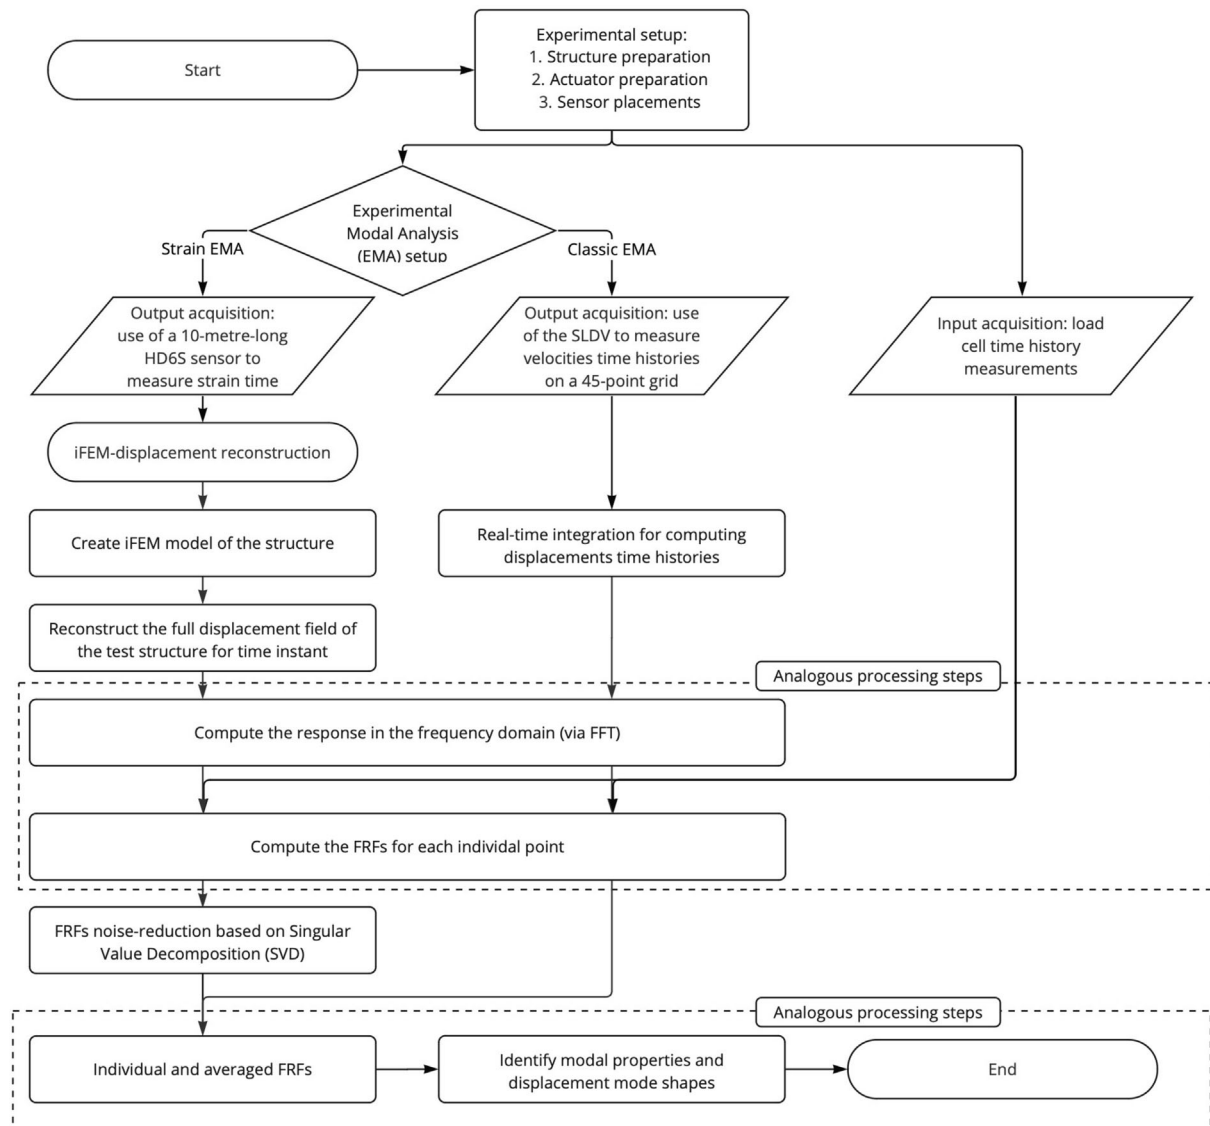 Start
Experimental setup:
1. Structure preparation
2. Actuator preparation
3. Sensor placements
Experimental
Modal Analysis
(EMA) setup
Strain EMA
Classic EMA
Output acquisition:
use of a 10-metre-long
HD6S sensor to
measure strain time
Output acquisition: use
of the SLDV to measure
velocities time histories
on a 45-point grid
Input acquisition: load
cell time history
measurements
iFEM-displacement reconstruction
Create iFEM model of the structure
Real-time integration for computing
displacements time histories
Reconstruct the full displacement field of
the test structure for time instant
Analogous processing steps
Compute the response in the frequency domain (via FFT)
Compute the FRFs for each individal point
FRFs noise-reduction based on Singular
Value Decomposition (SVD)
Analogous processing steps
Individual and averaged FRFs
Identify modal properties and
displacement mode shapes
End